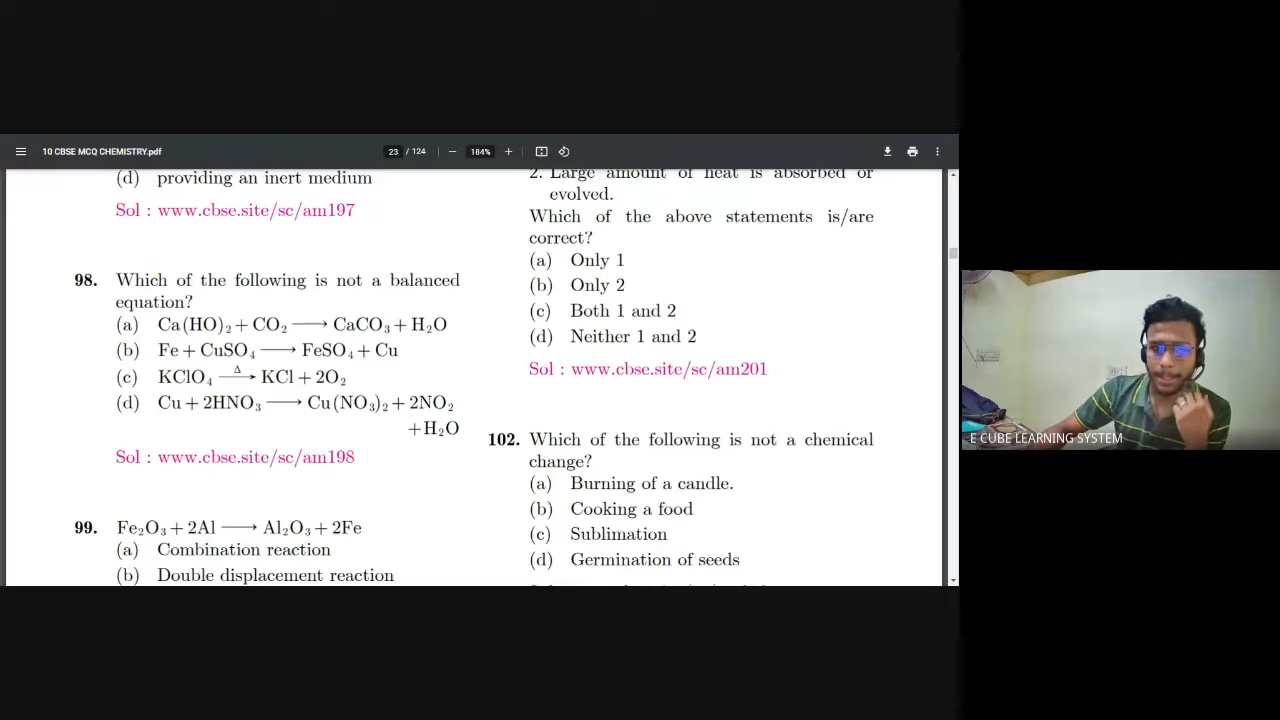 10 CBSE MCQ CHEMISTRY.pdf
23 / 124
184%
(d) providing an inert medium
Sol : www.cbse.site/sc/am197
98. Which of the following is not a balanced
equation?
(a) Ca(HO)₂ + CO₂ ⟶ CaCO₃ + H₂O
(b) Fe + CuSO₄ ⟶ FeSO₄ + Cu
(c) KClO₄ —Δ→ KCl + 2O₂
(d) Cu + 2HNO₃ ⟶ Cu(NO₃)₂ + 2NO₂
+H₂O
Sol : www.cbse.site/sc/am198
99. Fe₂O₃ + 2Al ⟶ Al₂O₃ + 2Fe
(a) Combination reaction
(b) Double displacement reaction
2. Large amount of heat is absorbed or
evolved.
Which of the above statements is/are
correct?
(a) Only 1
(b) Only 2
(c) Both 1 and 2
(d) Neither 1 and 2
Sol : www.cbse.site/sc/am201
102. Which of the following is not a chemical
change?
(a) Burning of a candle.
(b) Cooking a food
(c) Sublimation
(d) Germination of seeds
E CUBE LEARNING SYSTEM